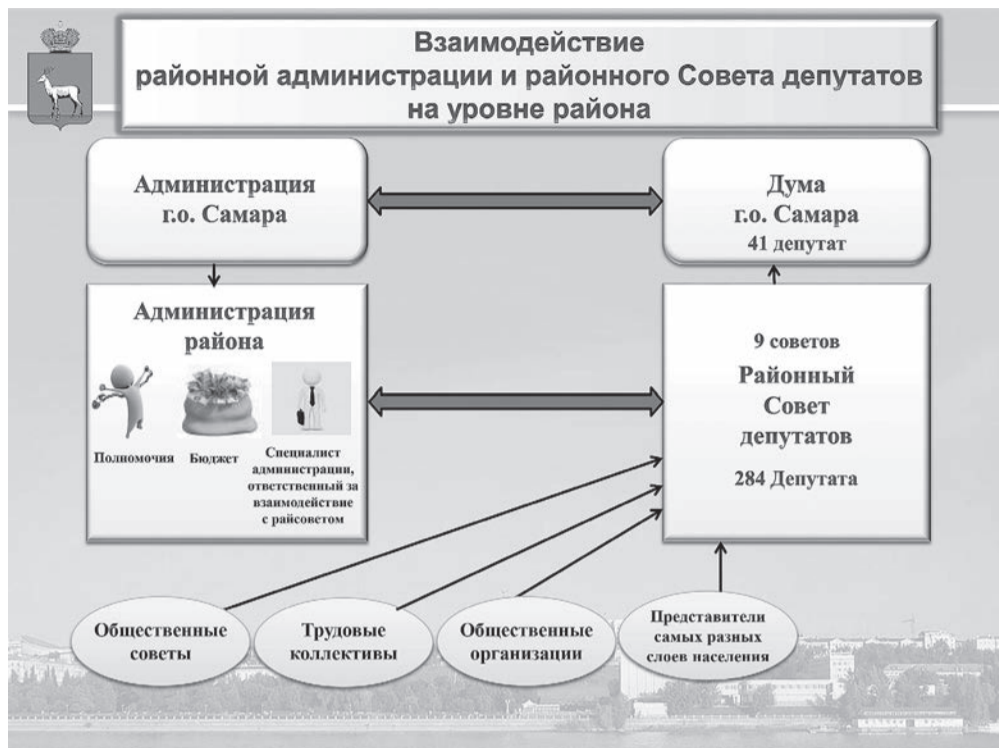 Взаимодействие
районной администрации и районного Совета депутатов
на уровне района
Администрация
г.о. Самара
Дума
г.о. Самара
41 депутат
Администрация
района
Полномочия
Бюджет
Специалист
администрации,
ответственный за
взаимодействие
с райсоветом
9 советов
Районный
Совет
депутатов
284 Депутата
Общественные
советы
Трудовые
коллективы
Общественные
организации
Представители
самых разных
слоев населения